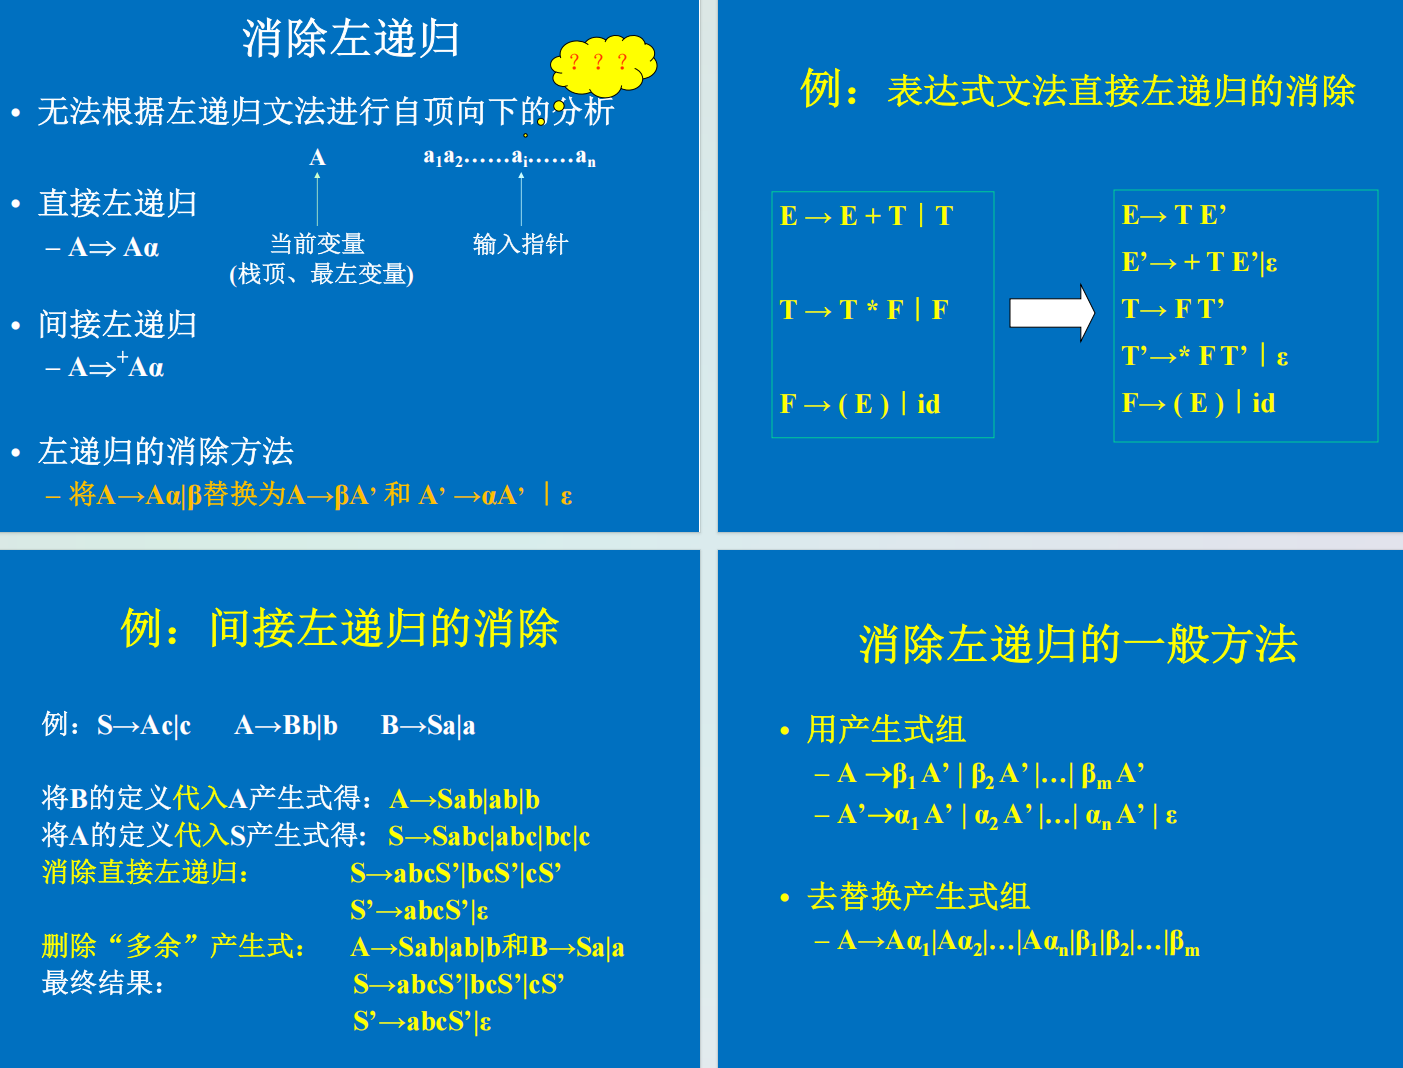 消除左递归
？？？
• 无法根据左递归文法进行自顶向下的分析
A a₁a₂……aᵢ……aₙ
• 直接左递归
– A⇒ Aα
当前变量 输入指针
(栈顶、最左变量)
• 间接左递归
– A⇒⁺Aα
• 左递归的消除方法
– 将A→Aα|β替换为A→βA’ 和 A’ →αA’ ｜ε
例：表达式文法直接左递归的消除
E → E + T｜T
T → T * F｜F
F → ( E )｜id
E→ T E’
E’→ + T E’|ε
T→ F T’
T’→* F T’｜ε
F→ ( E )｜id
例：间接左递归的消除
例：S→Ac|c A→Bb|b B→Sa|a
将B的定义代入A产生式得：A→Sab|ab|b
将A的定义代入S产生式得：S→Sabc|abc|bc|c
消除直接左递归： S→abcS’|bcS’|cS’
S’→abcS’|ε
删除“多余”产生式： A→Sab|ab|b和B→Sa|a
最终结果： S→abcS’|bcS’|cS’
S’→abcS’|ε
消除左递归的一般方法
• 用产生式组
– A →β₁ A’ | β₂ A’ |…| βₘ A’
– A’→α₁ A’ | α₂ A’ |…| αₙ A’ | ε
• 去替换产生式组
– A→Aα₁|Aα₂|…|Aαₙ|β₁|β₂|…|βₘ